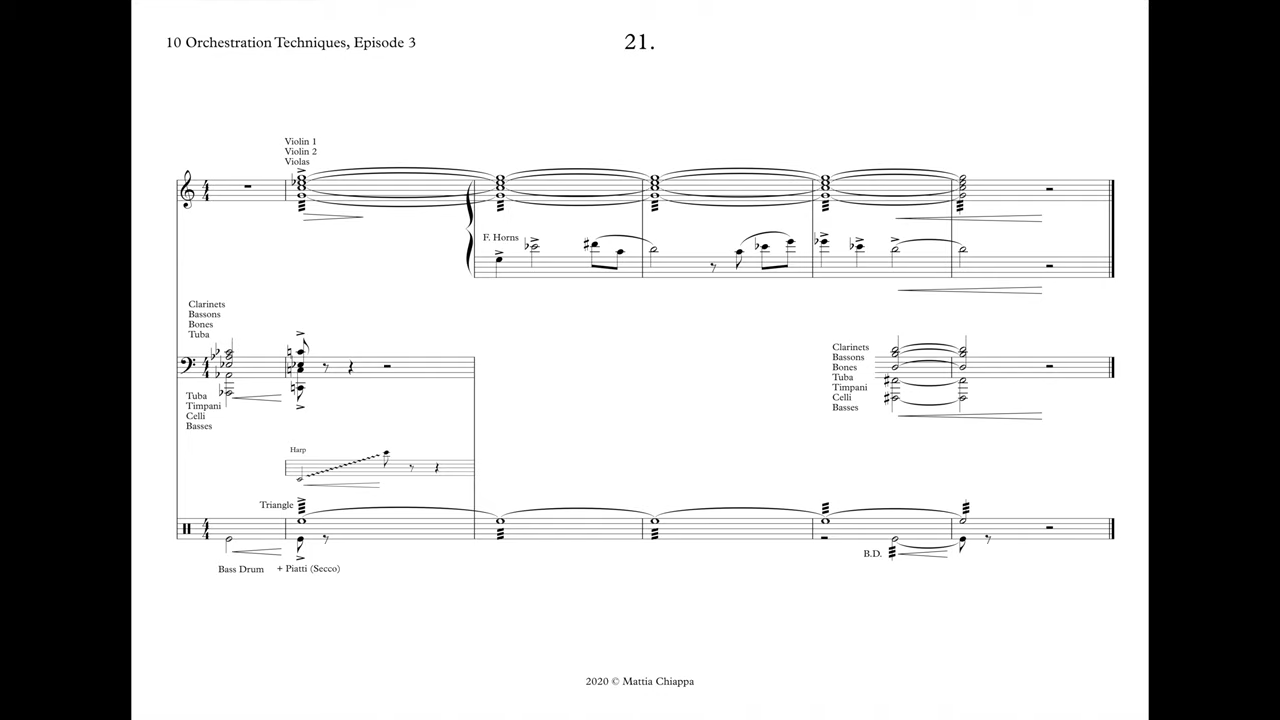 10 Orchestration Techniques, Episode 3
21.
Violin 1
Violin 2
Violas
F. Horns
Clarinets
Bassons
Bones
Tuba
Tuba
Timpani
Celli
Basses
Clarinets
Bassons
Bones
Tuba
Timpani
Celli
Basses
Harp
Triangle
B.D.
Bass Drum + Piatti (Secco)
2020 © Mattia Chiappa